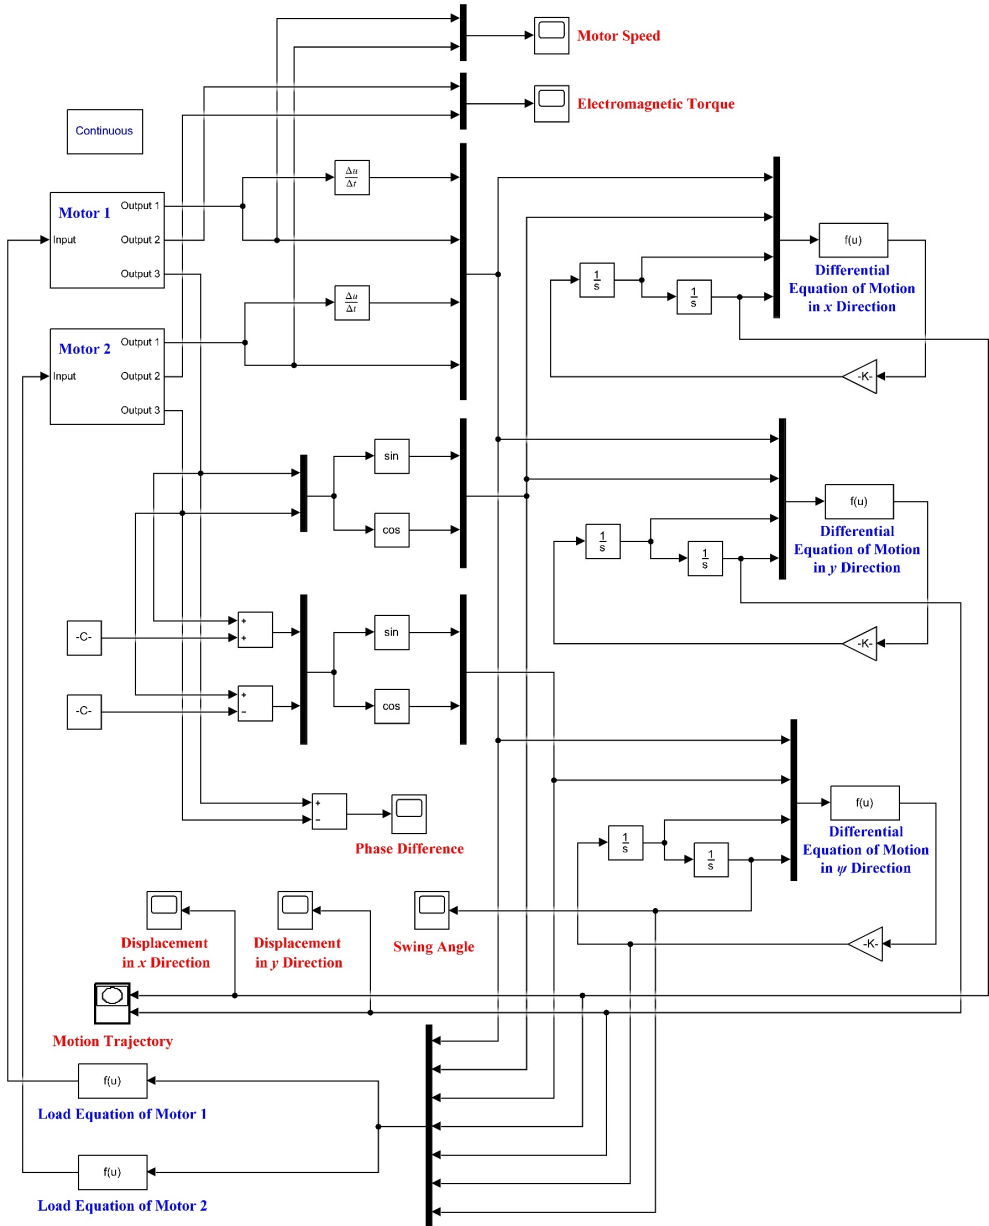 Motor Speed
Electromagnetic Torque
Continuous
Motor 1
Input
Output 1
Output 2
Output 3
Δu
Δt
Motor 2
Input
Output 1
Output 2
Output 3
Δu
Δt
1
s
1
s
f(u)
Differential
Equation of Motion
in x Direction
-K-
sin
cos
1
s
1
s
f(u)
Differential
Equation of Motion
in y Direction
-K-
-C-
+
+
-C-
+
−
sin
cos
+
−
Phase Difference
1
s
1
s
f(u)
Differential
Equation of Motion
in ψ Direction
-K-
Displacement
in x Direction
Displacement
in y Direction
Swing Angle
Motion Trajectory
f(u)
Load Equation of Motor 1
f(u)
Load Equation of Motor 2